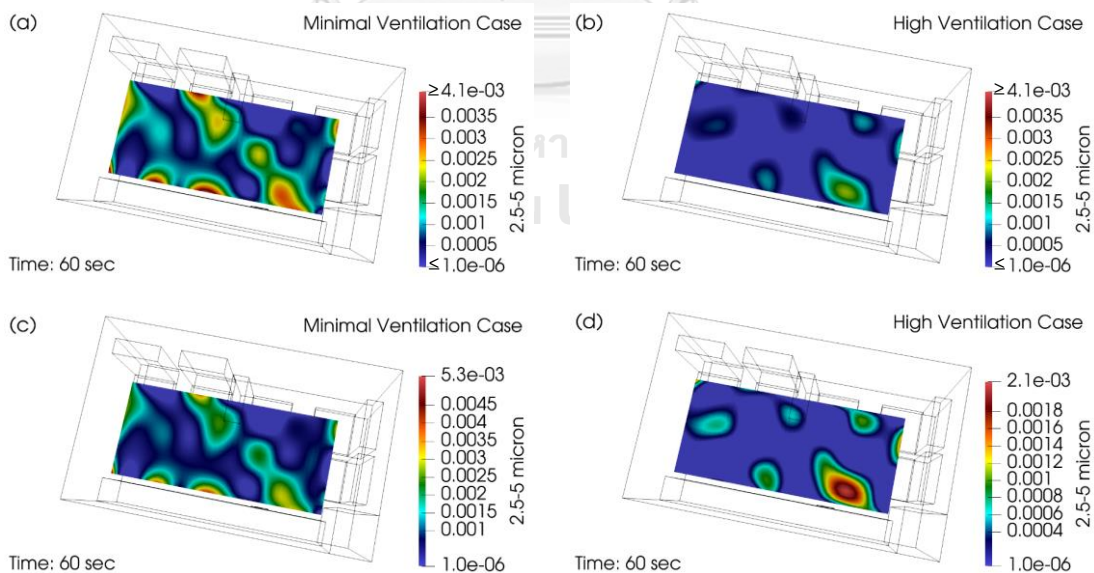 (a)
Minimal Ventilation Case
≥ 4.1e-03
0.0035
0.003
0.0025
0.002
0.0015
0.001
0.0005
≤ 1.0e-06
2.5-5 micron
Time: 60 sec
(b)
High Ventilation Case
≥ 4.1e-03
0.0035
0.003
0.0025
0.002
0.0015
0.001
0.0005
≤ 1.0e-06
2.5-5 micron
Time: 60 sec
(c)
Minimal Ventilation Case
5.3e-03
0.0045
0.004
0.0035
0.003
0.0025
0.002
0.0015
0.001
1.0e-06
2.5-5 micron
Time: 60 sec
(d)
High Ventilation Case
2.1e-03
0.0018
0.0016
0.0014
0.0012
0.001
0.0008
0.0006
0.0004
1.0e-06
2.5-5 micron
Time: 60 sec